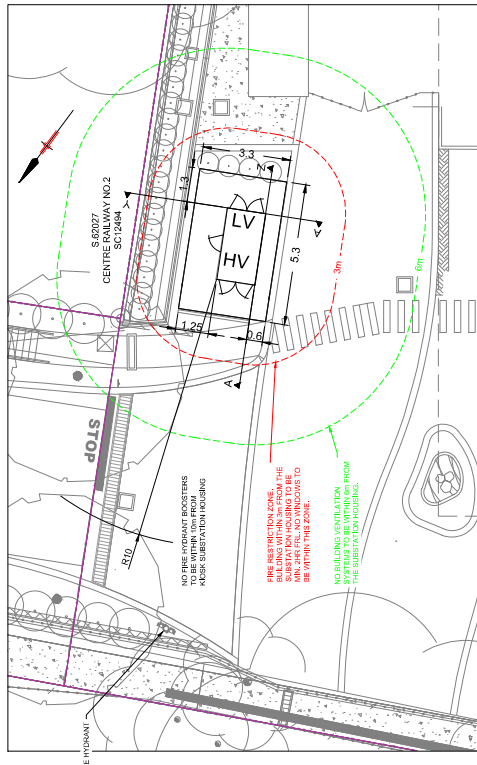 S.62027
CENTRE RAILWAY NO.2
SC12494
3.3
1.3
Z
Y
LV
HV
A
5.3
3m
6m
1.25
0.6
A
STOP
R10
NO FIRE HYDRANT BOOSTERS
TO BE WITHIN 10m FROM
KIOSK SUBSTATION HOUSING
FIRE RESTRICTION ZONE.
BUILDING WITHIN 3m FROM THE
SUBSTATION HOUSING TO BE
MIN. 2HR FRL. NO WINDOWS TO
BE WITHIN THIS ZONE.
NO BUILDING VENTILATION
SYSTEMS TO BE WITHIN 6m FROM
THE SUBSTATION HOUSING.
E HYDRANT